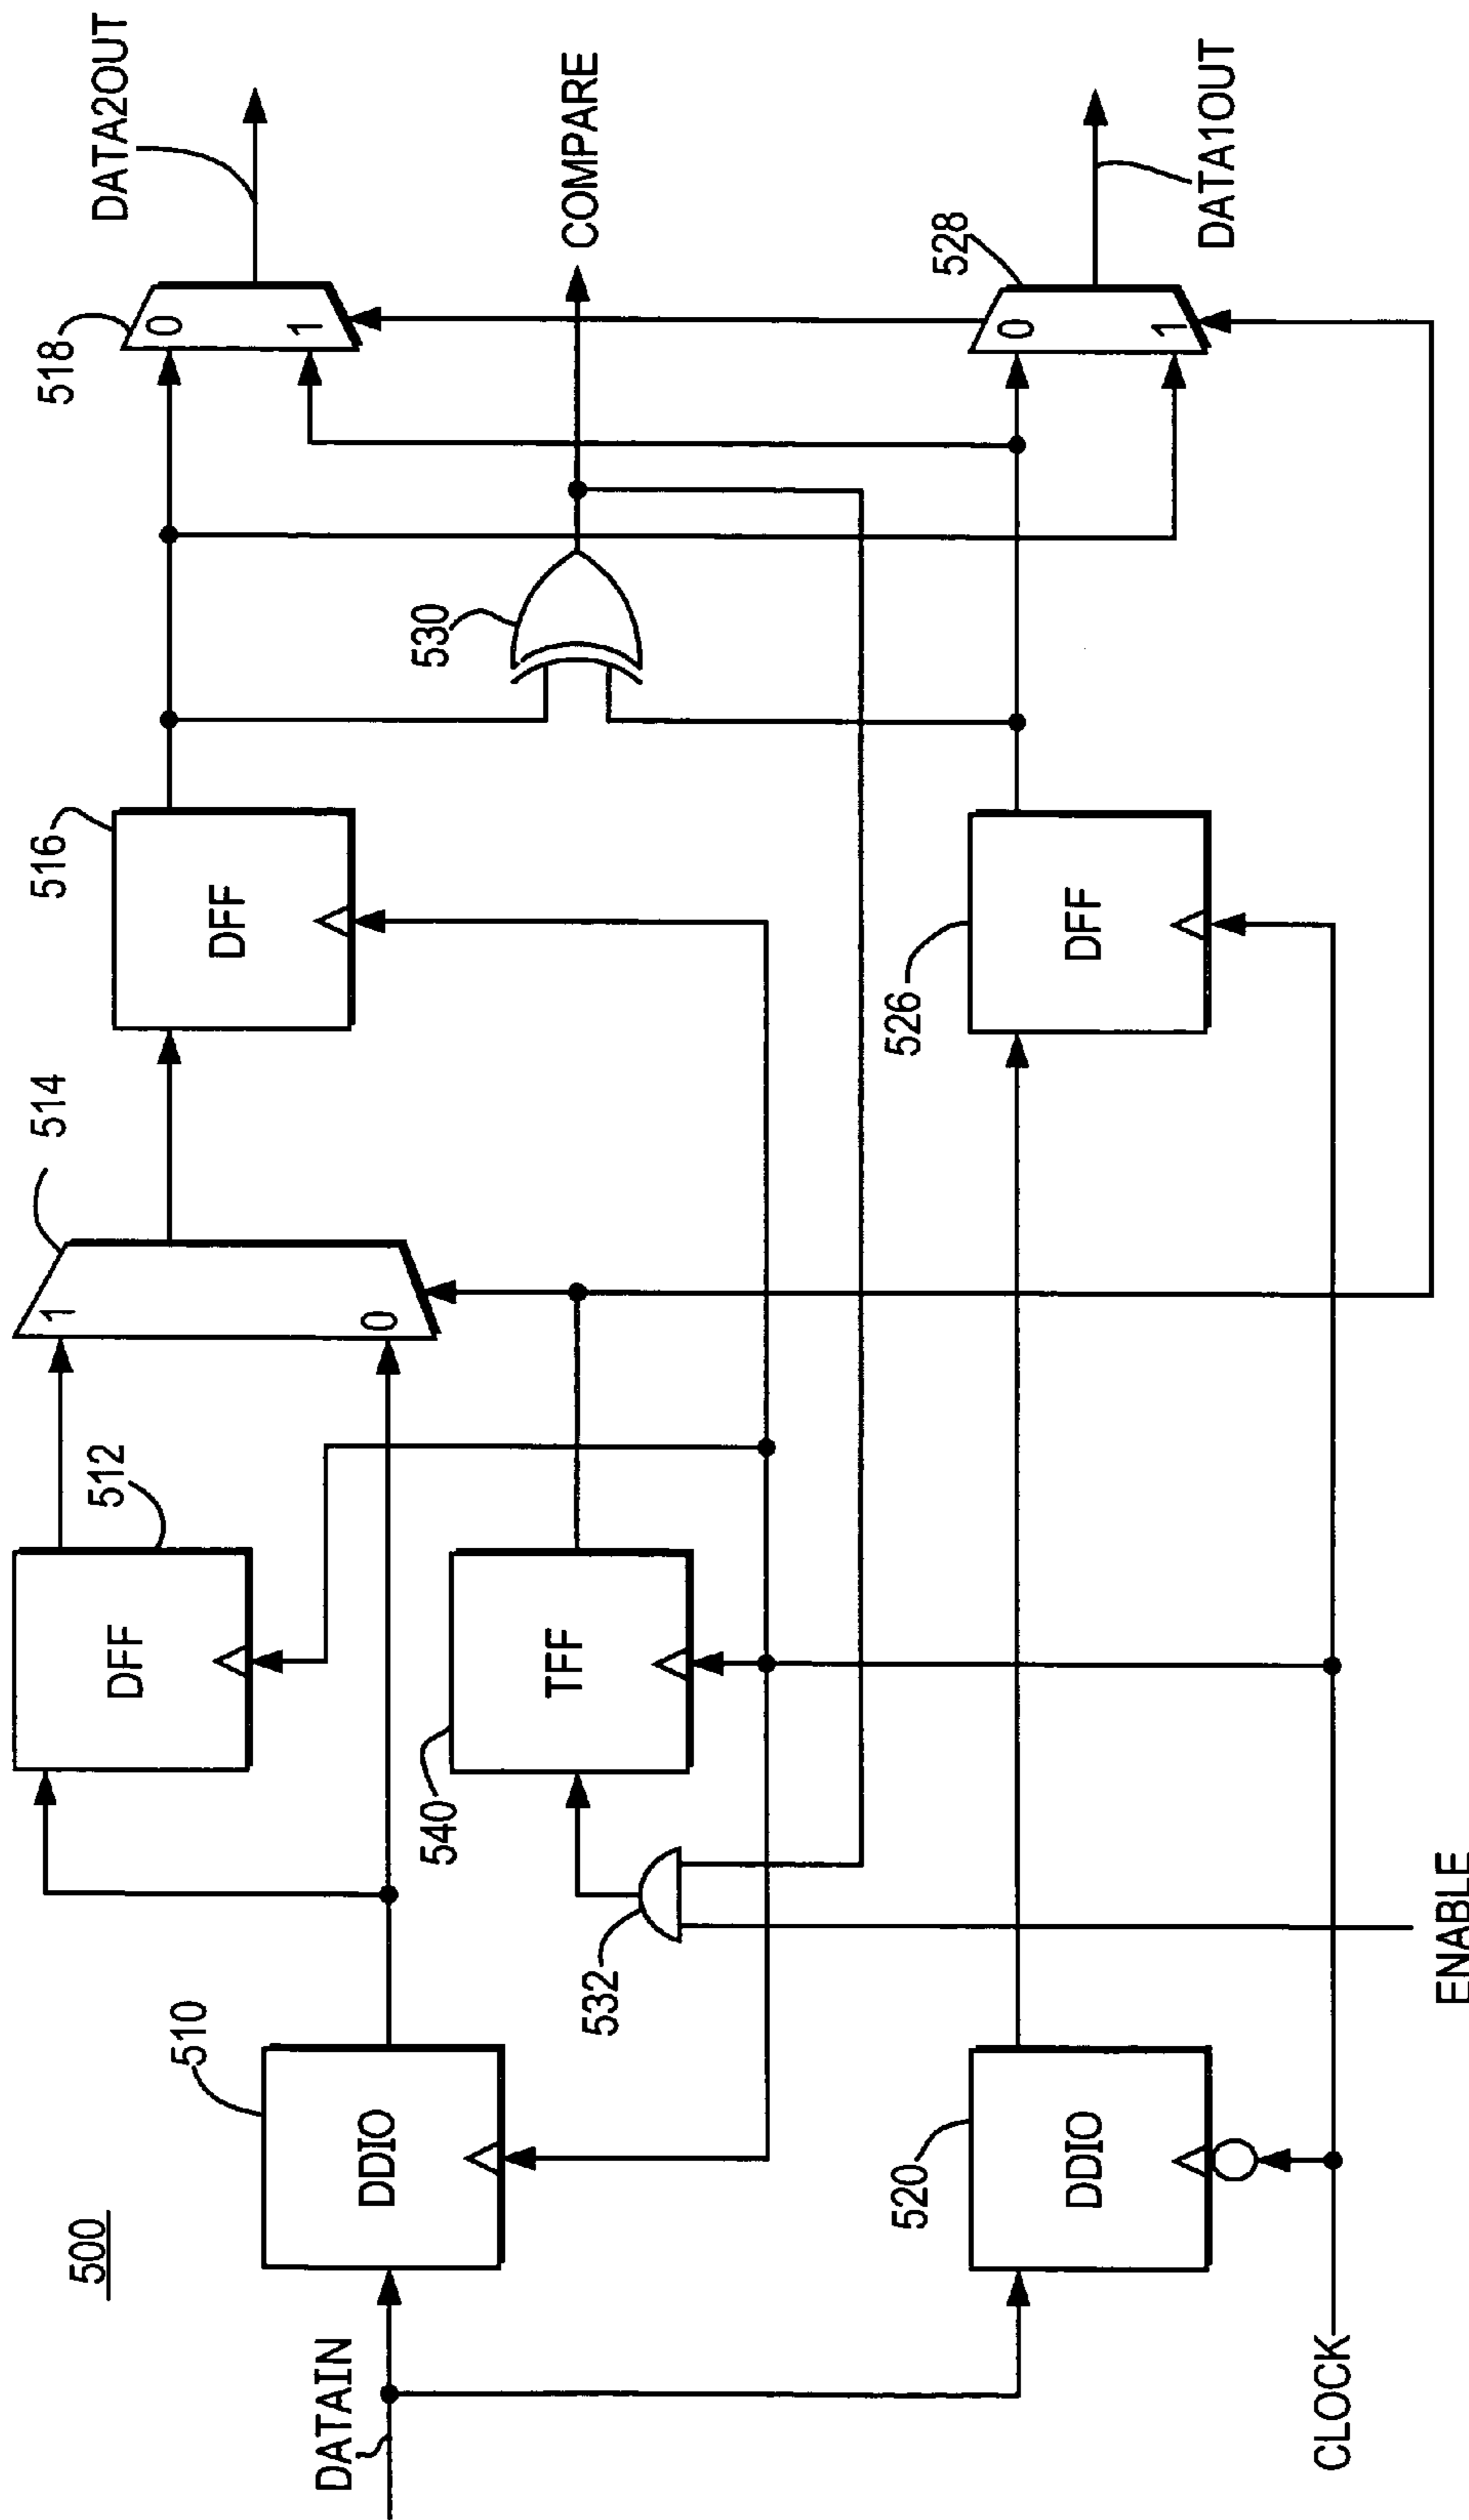 500
DATAIN
510
DDIO
512
DFF
1
0
514
516
DFF
518
0
1
DATA2OUT
532
540
TFF
530
COMPARE
520
DDIO
526
DFF
528
0
1
DATA1OUT
CLOCK
ENABLE